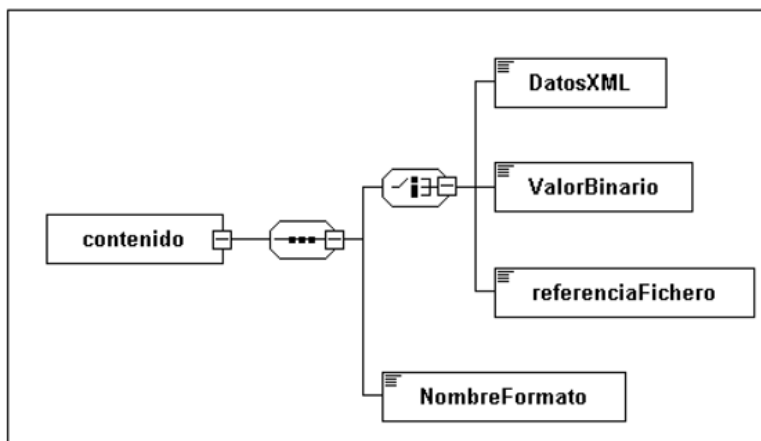 DatosXML
ValorBinario
contenido
referenciaFichero
NombreFormato